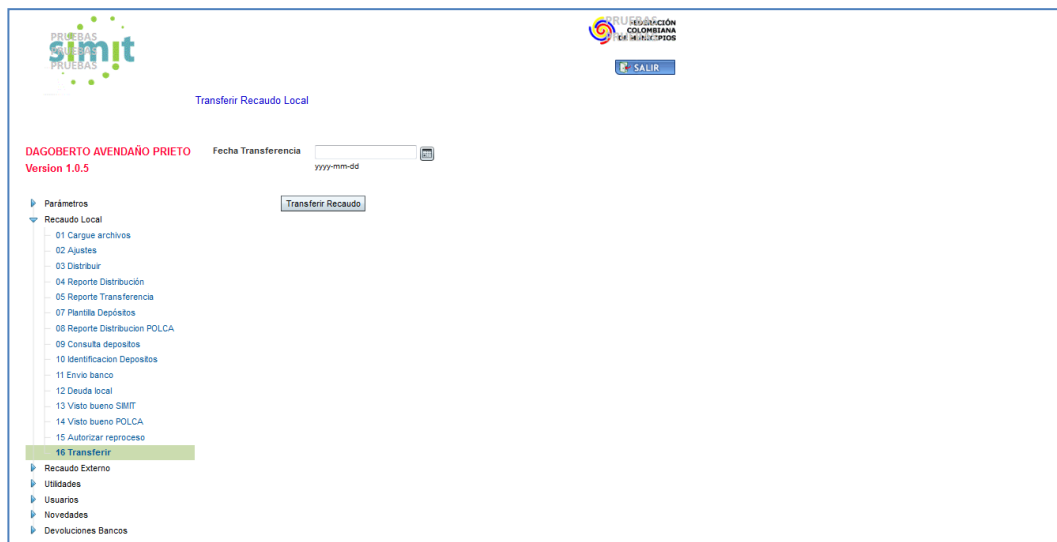 PRUEBAS
simit
PRUEBAS
PRUEBAS
FEDERACIÓN
COLOMBIANA
DE MUNICIPIOS
SALIR
Transferir Recaudo Local
DAGOBERTO AVENDAÑO PRIETO
Version 1.0.5
Fecha Transferencia
yyyy-mm-dd
Transferir Recaudo
Parámetros
Recaudo Local
01 Cargue archivos
02 Ajustes
03 Distribuir
04 Reporte Distribución
05 Reporte Transferencia
07 Plantilla Depósitos
08 Reporte Distribucion POLCA
09 Consulta depositos
10 Identificacion Depositos
11 Envio banco
12 Deuda local
13 Visto bueno SIMIT
14 Visto bueno POLCA
15 Autorizar reproceso
16 Transferir
Recaudo Externo
Utilidades
Usuarios
Novedades
Devoluciones Bancos